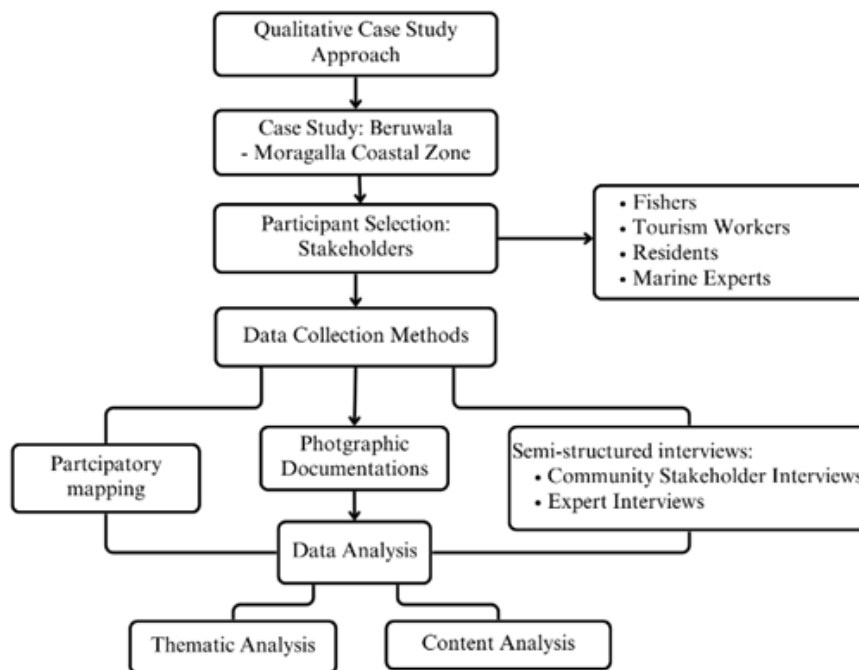 Qualitative Case Study
Approach
Case Study: Beruwala
- Moragalla Coastal Zone
Participant Selection:
Stakeholders
• Fishers
• Tourism Workers
• Residents
• Marine Experts
Data Collection Methods
Partcipatory
mapping
Photgraphic
Documentations
Semi-structured interviews:
• Community Stakeholder Interviews
• Expert Interviews
Data Analysis
Thematic Analysis
Content Analysis